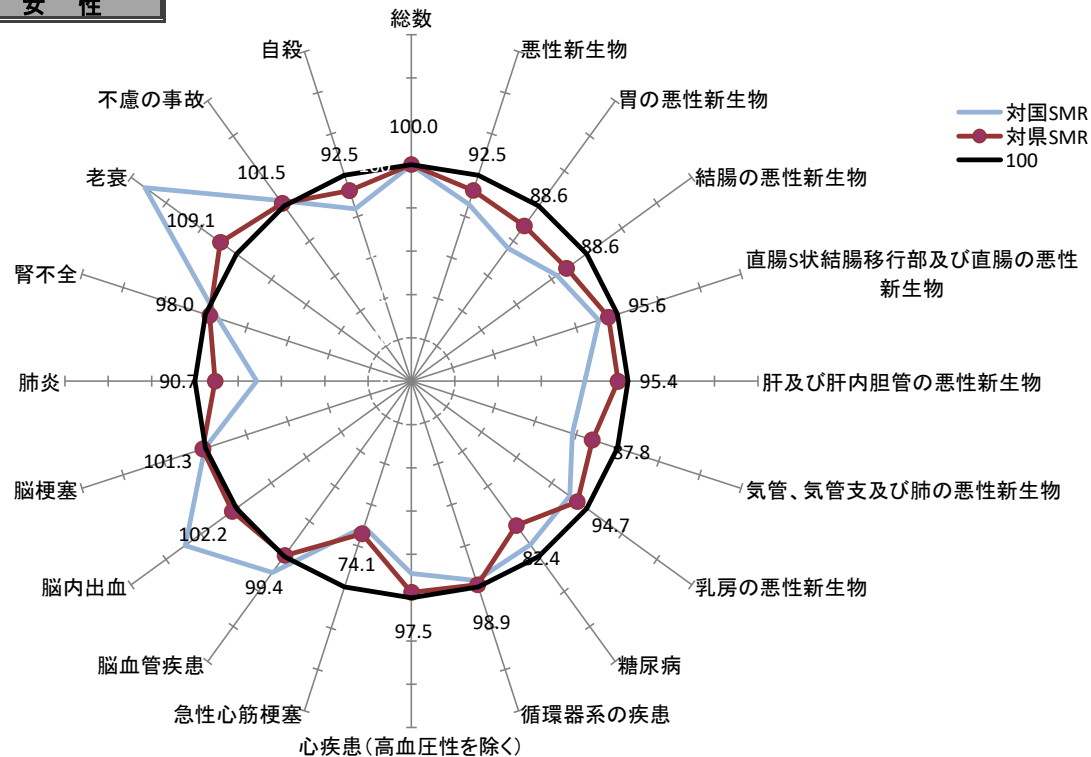 女 性
総数
自殺
悪性新生物
不慮の事故
胃の悪性新生物
対国SMR
対県SMR
100
100.0
92.5
92.5
老衰
101.5
88.6
結腸の悪性新生物
109.1
88.6
直腸S状結腸移行部及び直腸の悪性
新生物
腎不全
98.0
95.6
肺炎
90.7
95.4
肝及び肝内胆管の悪性新生物
101.3
87.8
脳梗塞
気管、気管支及び肺の悪性新生物
102.2
94.7
脳内出血
99.4
74.1
82.4
乳房の悪性新生物
97.5
98.9
脳血管疾患
糖尿病
急性心筋梗塞
循環器系の疾患
心疾患(高血圧性を除く)